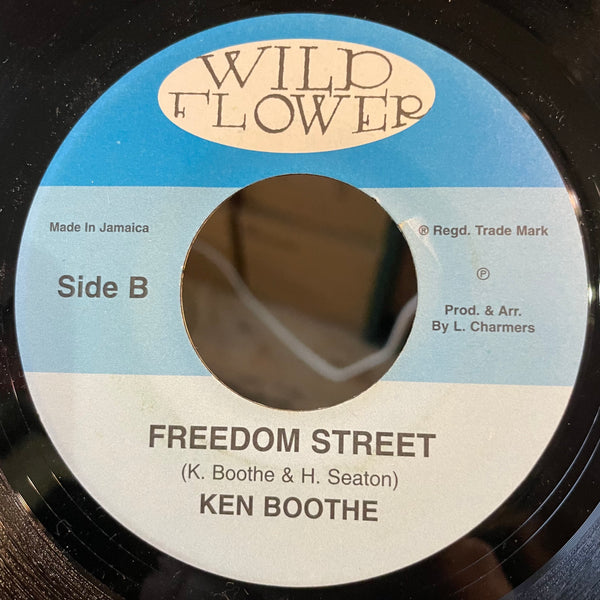 WILD
FLOWER
Made In Jamaica
® Regd. Trade Mark
Side B
℗
Prod. & Arr.
By L. Charmers
FREEDOM STREET
(K. Boothe & H. Seaton)
KEN BOOTHE